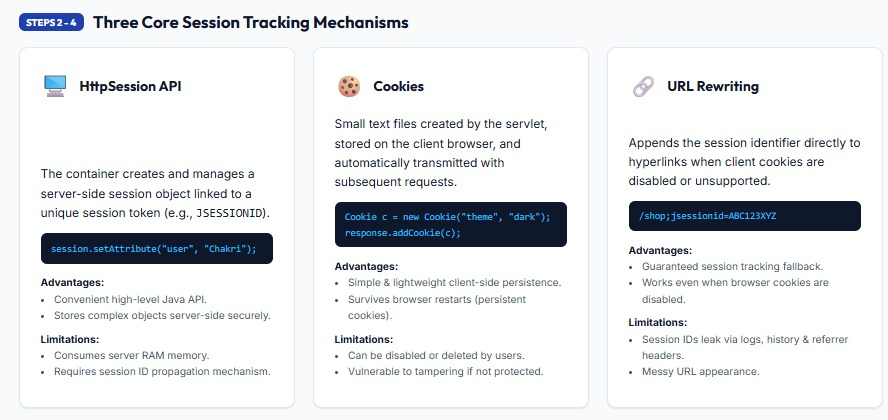 STEPS 2 - 4 Three Core Session Tracking Mechanisms
HttpSession API
The container creates and manages a
server-side session object linked to a
unique session token (e.g., JSESSIONID).
session.setAttribute("user", "Chakri");
Advantages:
• Convenient high-level Java API.
• Stores complex objects server-side securely.
Limitations:
• Consumes server RAM memory.
• Requires session ID propagation mechanism.
Cookies
Small text files created by the servlet,
stored on the client browser, and
automatically transmitted with
subsequent requests.
Cookie c = new Cookie("theme", "dark");
response.addCookie(c);
Advantages:
• Simple & lightweight client-side persistence.
• Survives browser restarts (persistent
cookies).
Limitations:
• Can be disabled or deleted by users.
• Vulnerable to tampering if not protected.
URL Rewriting
Appends the session identifier directly to
hyperlinks when client cookies are
disabled or unsupported.
/shop;jsessionid=ABC123XYZ
Advantages:
• Guaranteed session tracking fallback.
• Works even when browser cookies are
disabled.
Limitations:
• Session IDs leak via logs, history & referrer
headers.
• Messy URL appearance.